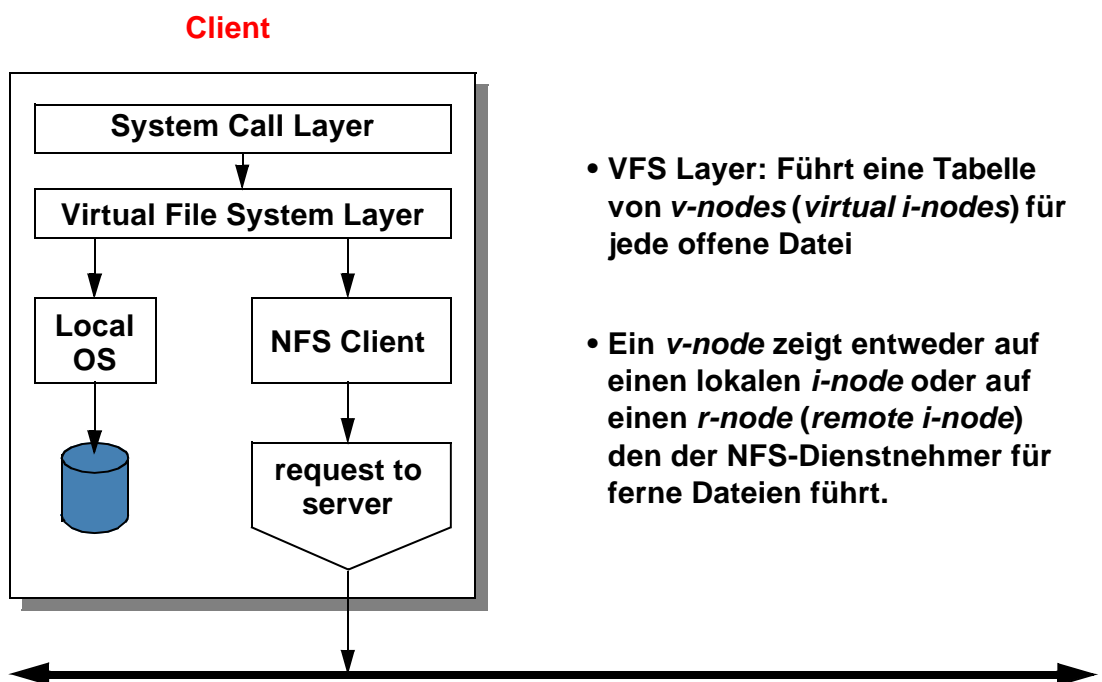 Client
System Call Layer
Virtual File System Layer
Local
OS
NFS Client
request to
server
• VFS Layer: Führt eine Tabelle
von v-nodes (virtual i-nodes) für
jede offene Datei
• Ein v-node zeigt entweder auf
einen lokalen i-node oder auf
einen r-node (remote i-node)
den der NFS-Dienstnehmer für
ferne Dateien führt.